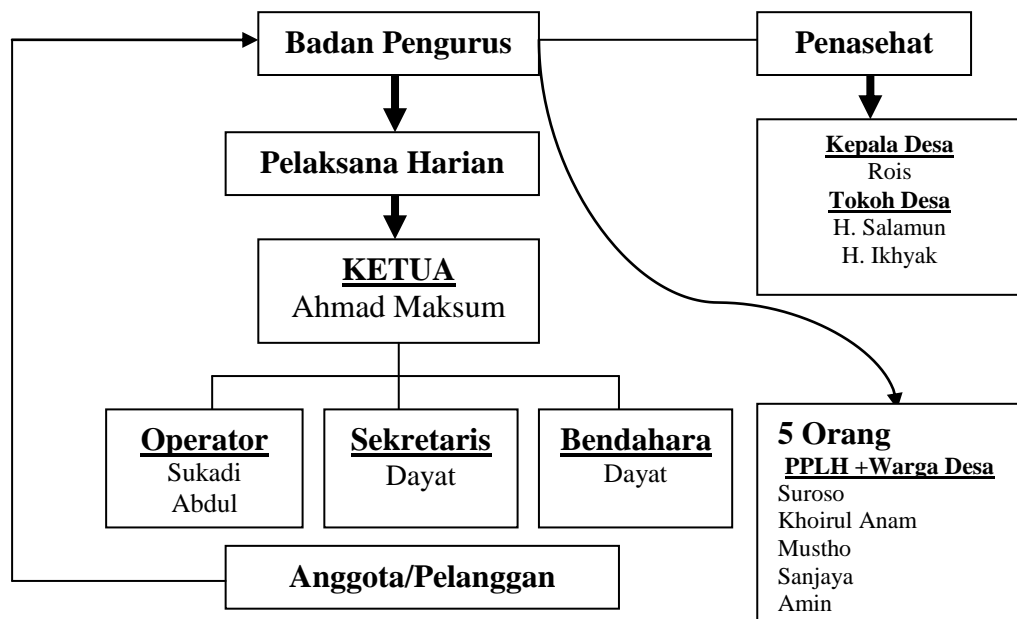 Badan Pengurus
Penasehat
Pelaksana Harian
Kepala Desa
Rois
Tokoh Desa
H. Salamun
H. Ikhyak
KETUA
Ahmad Maksum
Operator
Sukadi
Abdul
Sekretaris
Dayat
Bendahara
Dayat
5 Orang
PPLH +Warga Desa
Suroso
Khoirul Anam
Mustho
Sanjaya
Amin
Anggota/Pelanggan